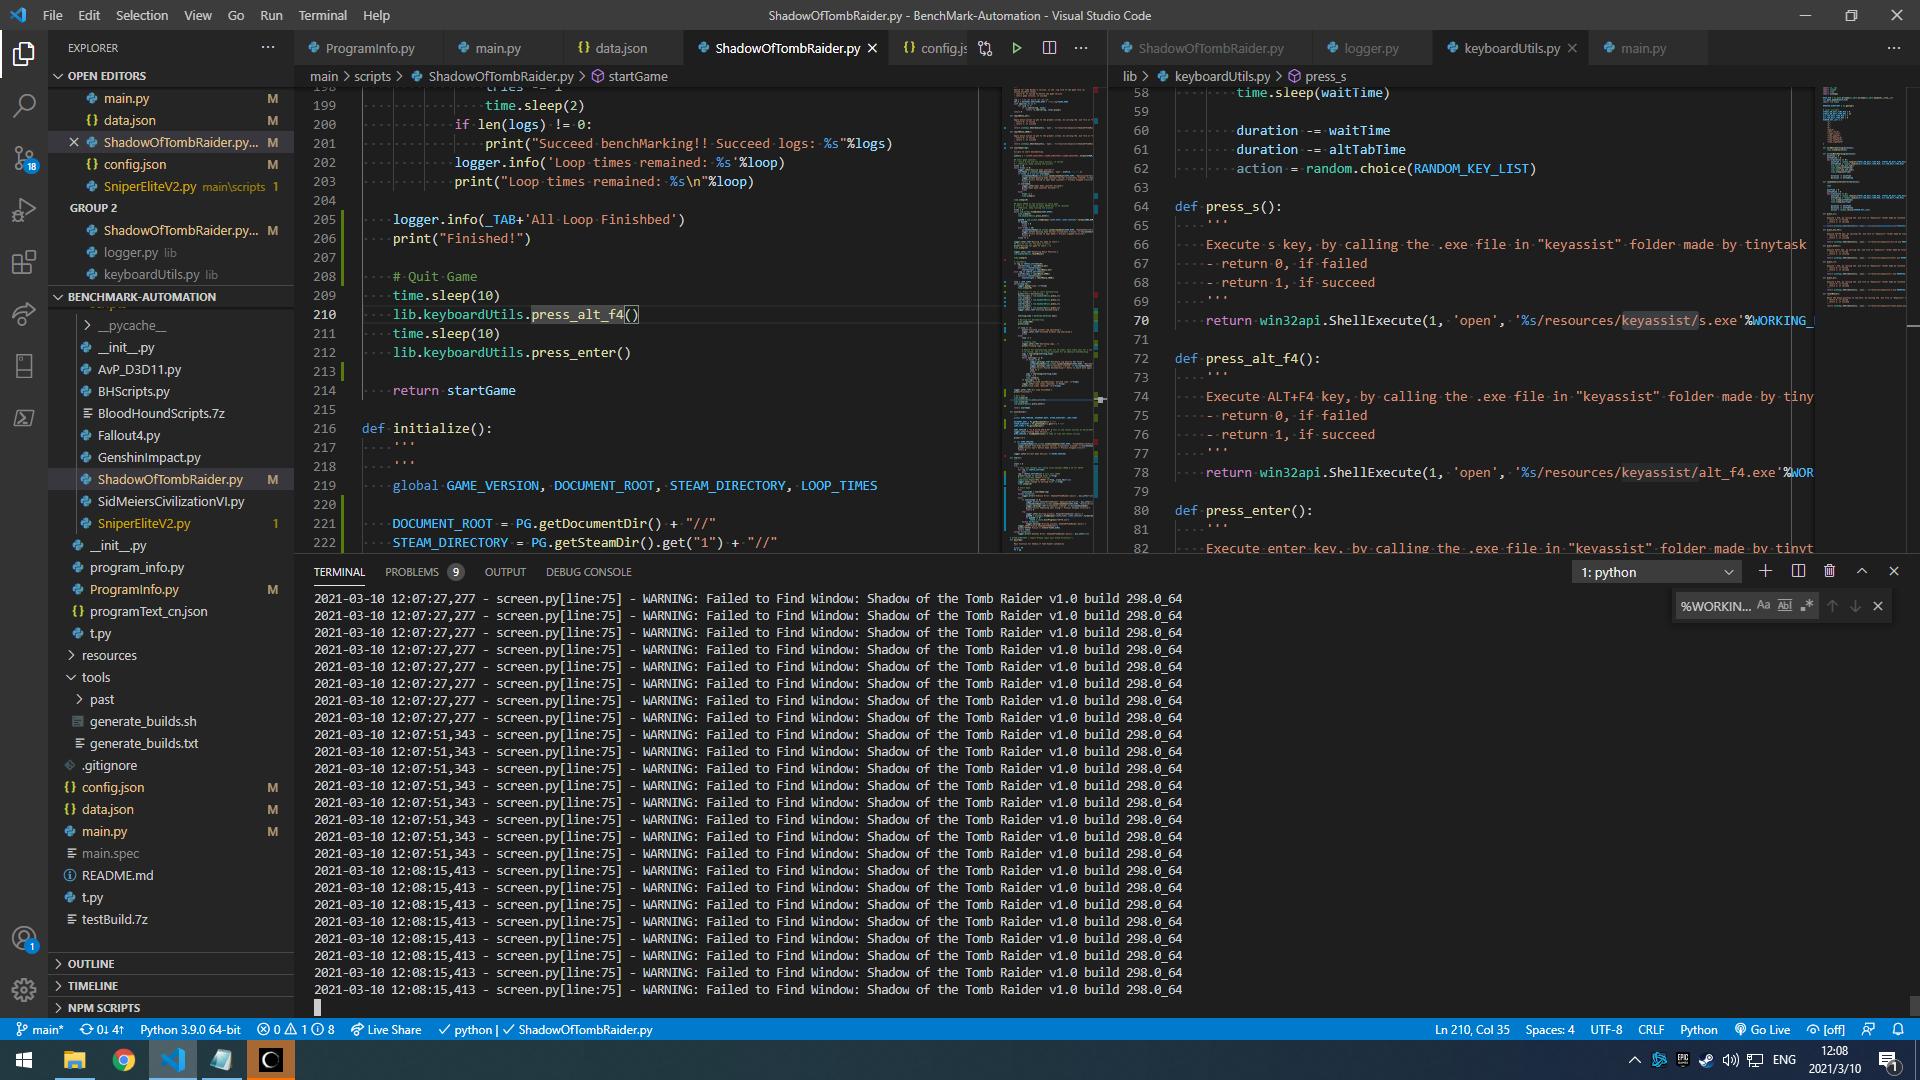 File Edit Selection View Go Run Terminal Help
ShadowOfTombRaider.py - BenchMark-Automation - Visual Studio Code
EXPLORER
OPEN EDITORS
main.py M
data.json M
ShadowOfTombRaider.py... M
config.json M
SniperEliteV2.py main\scripts 1
GROUP 2
ShadowOfTombRaider.py... M
logger.py lib
keyboardUtils.py lib
BENCHMARK-AUTOMATION
__pycache__
__init__.py
AvP_D3D11.py
BHScripts.py
BloodHoundScripts.7z
Fallout4.py
GenshinImpact.py
ShadowOfTombRaider.py M
SidMeiersCivilizationVI.py
SniperEliteV2.py 1
__init__.py
program_info.py
ProgramInfo.py M
programText_cn.json
t.py
resources
tools
past
generate_builds.sh
generate_builds.txt
.gitignore
config.json M
data.json M
main.py M
main.spec
README.md
t.py
testBuild.7z
OUTLINE
TIMELINE
NPM SCRIPTS
18
1
ProgramInfo.py main.py data.json ShadowOfTombRaider.py config.js
main > scripts > ShadowOfTombRaider.py > startGame
198 tries -= 1
199 time.sleep(2)
200 if len(logs) != 0:
201 print("Succeed benchMarking!! Succeed logs: %s"%logs)
202 logger.info('Loop times remained: %s'%loop)
203 print("Loop times remained: %s\n"%loop)
204
205 logger.info(_TAB+'All Loop Finishbed')
206 print("Finished!")
207
208 # Quit Game
209 time.sleep(10)
210 lib.keyboardUtils.press_alt_f4()
211 time.sleep(10)
212 lib.keyboardUtils.press_enter()
213
214 return startGame
215
216 def initialize():
217 '''
218 '''
219 global GAME_VERSION, DOCUMENT_ROOT, STEAM_DIRECTORY, LOOP_TIMES
220
221 DOCUMENT_ROOT = PG.getDocumentDir() + "//"
222 STEAM_DIRECTORY = PG.getSteamDir().get("1") + "//"
ShadowOfTombRaider.py logger.py keyboardUtils.py main.py
lib > keyboardUtils.py > press_s
58 time.sleep(waitTime)
59
60 duration -= waitTime
61 duration -= altTabTime
62 action = random.choice(RANDOM_KEY_LIST)
63
64 def press_s():
65 '''
66 Execute s key, by calling the .exe file in "keyassist" folder made by tinytask
67 - return 0, if failed
68 - return 1, if succeed
69 '''
70 return win32api.ShellExecute(1, 'open', '%s/resources/keyassist/s.exe'%WORKING_
71
72 def press_alt_f4():
73 '''
74 Execute ALT+F4 key, by calling the .exe file in "keyassist" folder made by tiny
75 - return 0, if failed
76 - return 1, if succeed
77 '''
78 return win32api.ShellExecute(1, 'open', '%s/resources/keyassist/alt_f4.exe'%WOR
79
80 def press_enter():
81 '''
82 Execute enter key, by calling the .exe file in "keyassist" folder made by tinyt
TERMINAL PROBLEMS 9 OUTPUT DEBUG CONSOLE
1: python
%WORKIN... Aa Abl .*
2021-03-10 12:07:27,277 - screen.py[line:75] - WARNING: Failed to Find Window: Shadow of the Tomb Raider v1.0 build 298.0_64
2021-03-10 12:07:27,277 - screen.py[line:75] - WARNING: Failed to Find Window: Shadow of the Tomb Raider v1.0 build 298.0_64
2021-03-10 12:07:27,277 - screen.py[line:75] - WARNING: Failed to Find Window: Shadow of the Tomb Raider v1.0 build 298.0_64
2021-03-10 12:07:27,277 - screen.py[line:75] - WARNING: Failed to Find Window: Shadow of the Tomb Raider v1.0 build 298.0_64
2021-03-10 12:07:27,277 - screen.py[line:75] - WARNING: Failed to Find Window: Shadow of the Tomb Raider v1.0 build 298.0_64
2021-03-10 12:07:27,277 - screen.py[line:75] - WARNING: Failed to Find Window: Shadow of the Tomb Raider v1.0 build 298.0_64
2021-03-10 12:07:27,277 - screen.py[line:75] - WARNING: Failed to Find Window: Shadow of the Tomb Raider v1.0 build 298.0_64
2021-03-10 12:07:27,277 - screen.py[line:75] - WARNING: Failed to Find Window: Shadow of the Tomb Raider v1.0 build 298.0_64
2021-03-10 12:07:51,343 - screen.py[line:75] - WARNING: Failed to Find Window: Shadow of the Tomb Raider v1.0 build 298.0_64
2021-03-10 12:07:51,343 - screen.py[line:75] - WARNING: Failed to Find Window: Shadow of the Tomb Raider v1.0 build 298.0_64
2021-03-10 12:07:51,343 - screen.py[line:75] - WARNING: Failed to Find Window: Shadow of the Tomb Raider v1.0 build 298.0_64
2021-03-10 12:07:51,343 - screen.py[line:75] - WARNING: Failed to Find Window: Shadow of the Tomb Raider v1.0 build 298.0_64
2021-03-10 12:07:51,343 - screen.py[line:75] - WARNING: Failed to Find Window: Shadow of the Tomb Raider v1.0 build 298.0_64
2021-03-10 12:07:51,343 - screen.py[line:75] - WARNING: Failed to Find Window: Shadow of the Tomb Raider v1.0 build 298.0_64
2021-03-10 12:07:51,343 - screen.py[line:75] - WARNING: Failed to Find Window: Shadow of the Tomb Raider v1.0 build 298.0_64
2021-03-10 12:07:51,343 - screen.py[line:75] - WARNING: Failed to Find Window: Shadow of the Tomb Raider v1.0 build 298.0_64
2021-03-10 12:08:15,413 - screen.py[line:75] - WARNING: Failed to Find Window: Shadow of the Tomb Raider v1.0 build 298.0_64
2021-03-10 12:08:15,413 - screen.py[line:75] - WARNING: Failed to Find Window: Shadow of the Tomb Raider v1.0 build 298.0_64
2021-03-10 12:08:15,413 - screen.py[line:75] - WARNING: Failed to Find Window: Shadow of the Tomb Raider v1.0 build 298.0_64
2021-03-10 12:08:15,413 - screen.py[line:75] - WARNING: Failed to Find Window: Shadow of the Tomb Raider v1.0 build 298.0_64
2021-03-10 12:08:15,413 - screen.py[line:75] - WARNING: Failed to Find Window: Shadow of the Tomb Raider v1.0 build 298.0_64
2021-03-10 12:08:15,413 - screen.py[line:75] - WARNING: Failed to Find Window: Shadow of the Tomb Raider v1.0 build 298.0_64
2021-03-10 12:08:15,413 - screen.py[line:75] - WARNING: Failed to Find Window: Shadow of the Tomb Raider v1.0 build 298.0_64
2021-03-10 12:08:15,413 - screen.py[line:75] - WARNING: Failed to Find Window: Shadow of the Tomb Raider v1.0 build 298.0_64
main* 0↓ 4↑ Python 3.9.0 64-bit 0 1 8 Live Share python | ShadowOfTombRaider.py
Ln 210, Col 35 Spaces: 4 UTF-8 CRLF Python Go Live [off]
EPIC
ENG
12:08
2021/3/10
1